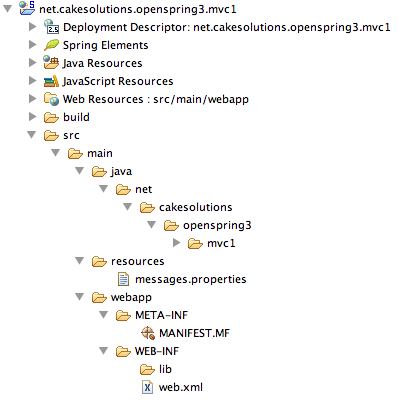 net.cakesolutions.openspring3.mvc1
Deployment Descriptor: net.cakesolutions.openspring3.mvc1
Spring Elements
Java Resources
JavaScript Resources
Web Resources : src/main/webapp
build
src
main
java
net
cakesolutions
openspring3
mvc1
resources
messages.properties
webapp
META-INF
MANIFEST.MF
WEB-INF
lib
web.xml